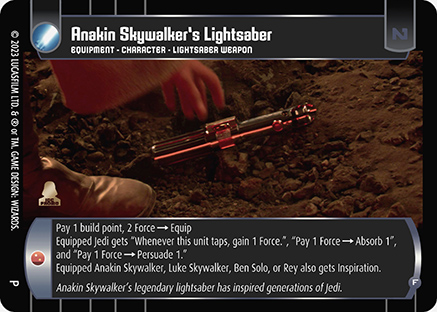 Anakin Skywalker's Lightsaber
EQUIPMENT - CHARACTER - LIGHTSABER WEAPON
N
© 2023 LUCASFILM LTD. & ® or TM. GAME DESIGN: WIZARDS.
P
Pay 1 build point, 2 Force → Equip
Equipped Jedi gets "Whenever this unit taps, gain 1 Force.", "Pay 1 Force → Absorb 1",
and "Pay 1 Force → Persuade 1."
Equipped Anakin Skywalker, Luke Skywalker, Ben Solo, or Rey also gets Inspiration.
Anakin Skywalker's legendary lightsaber has inspired generations of Jedi.
F